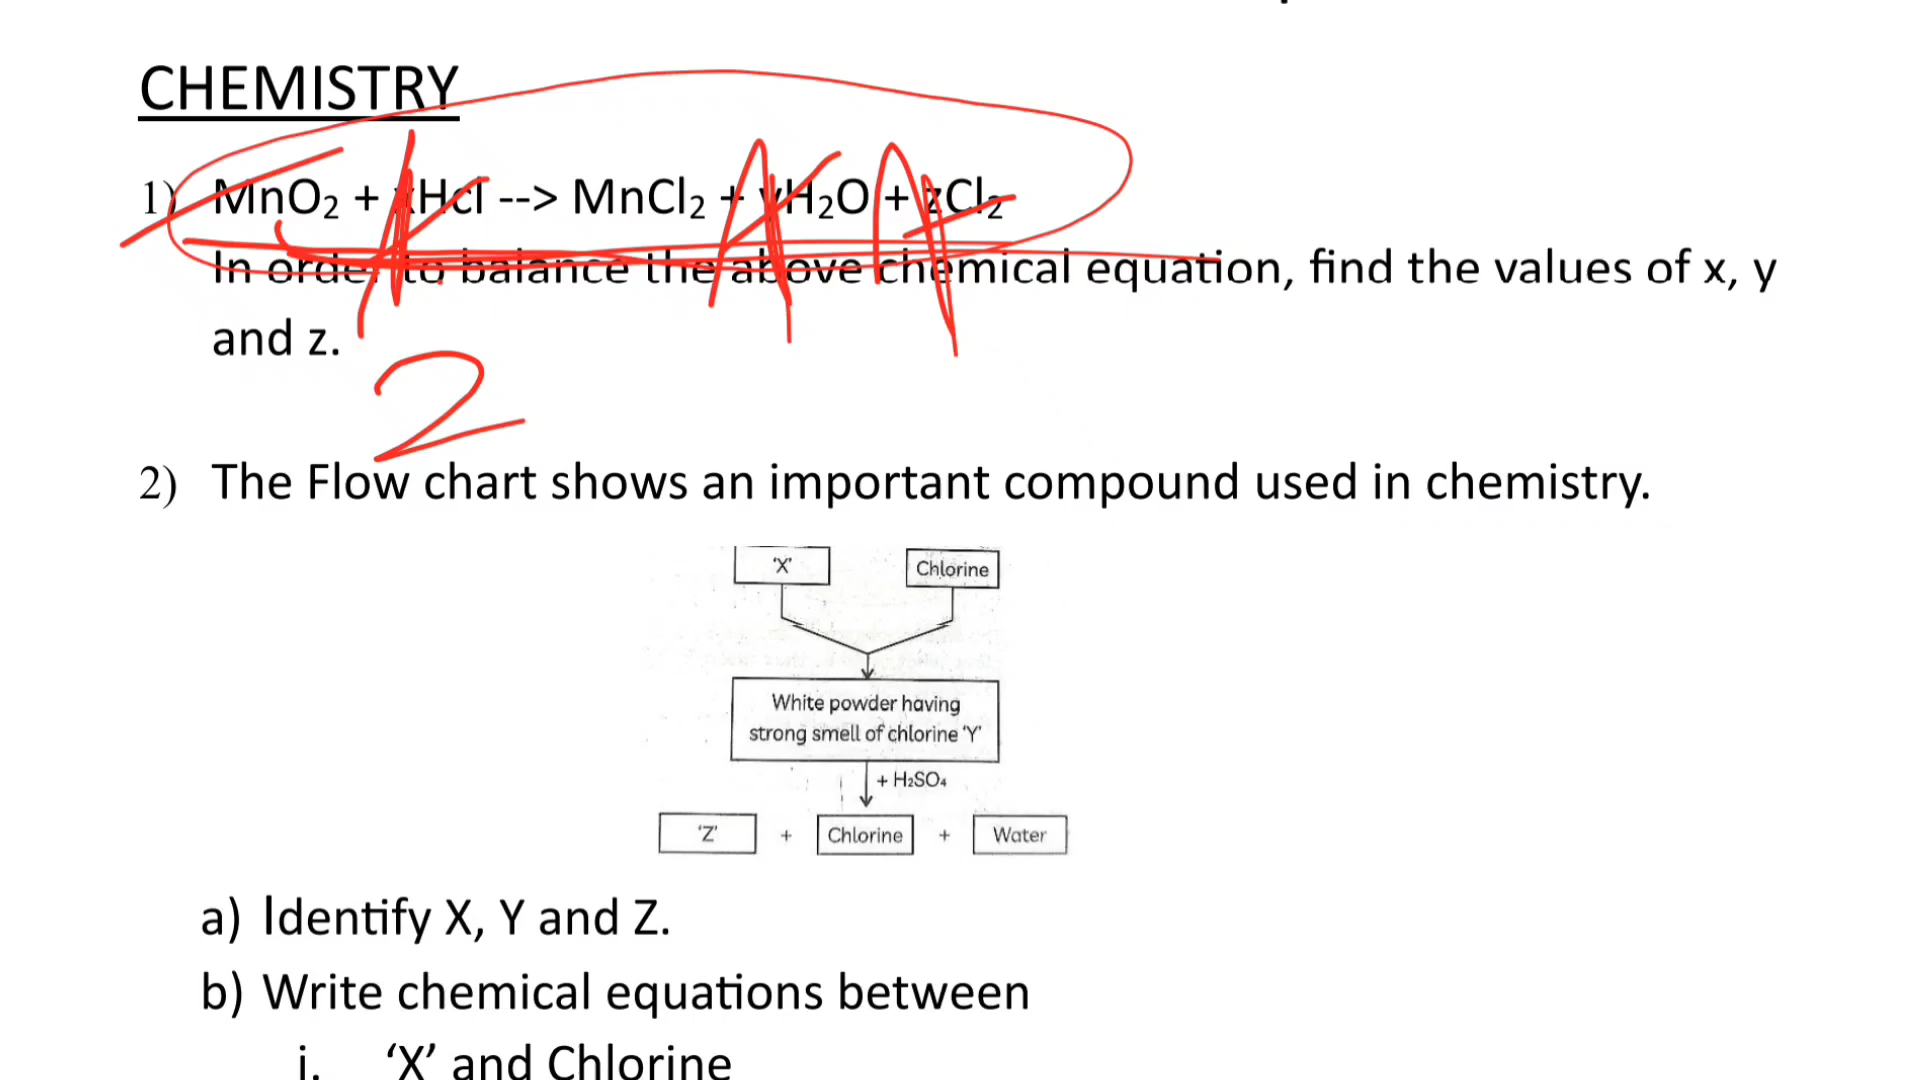 CHEMISTRY
1) MnO₂ + xHcl --> MnCl₂ + yH₂O + zCl₂
In order to balance the above chemical equation, find the values of x, y
and z.
2
2) The Flow chart shows an important compound used in chemistry.
'X' Chlorine
White powder having
strong smell of chlorine 'Y'
+ H₂SO₄
'Z' + Chlorine + Water
a) Identify X, Y and Z.
b) Write chemical equations between
i. ‘X’ and Chlorine